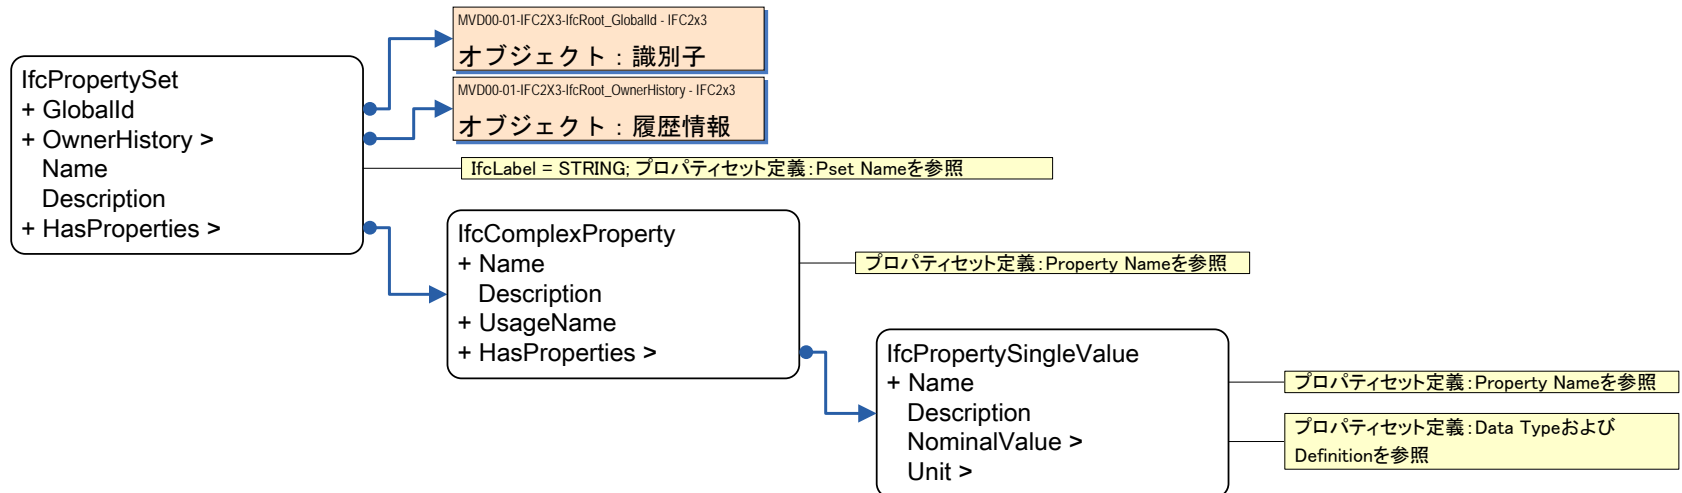 MVD00-01-IFC2X3-IfcRoot_GlobalId - IFC2x3
オブジェクト：識別子
MVD00-01-IFC2X3-IfcRoot_OwnerHistory - IFC2x3
オブジェクト：履歴情報
IfcPropertySet
+ GlobalId
+ OwnerHistory >
Name
Description
+ HasProperties >
IfcLabel = STRING; プロパティセット定義：Pset Nameを参照
IfcComplexProperty
+ Name
Description
+ UsageName
+ HasProperties >
プロパティセット定義：Property Nameを参照
IfcPropertySingleValue
+ Name
Description
NominalValue >
Unit >
プロパティセット定義：Property Nameを参照
プロパティセット定義：Data Typeおよび
Definitionを参照